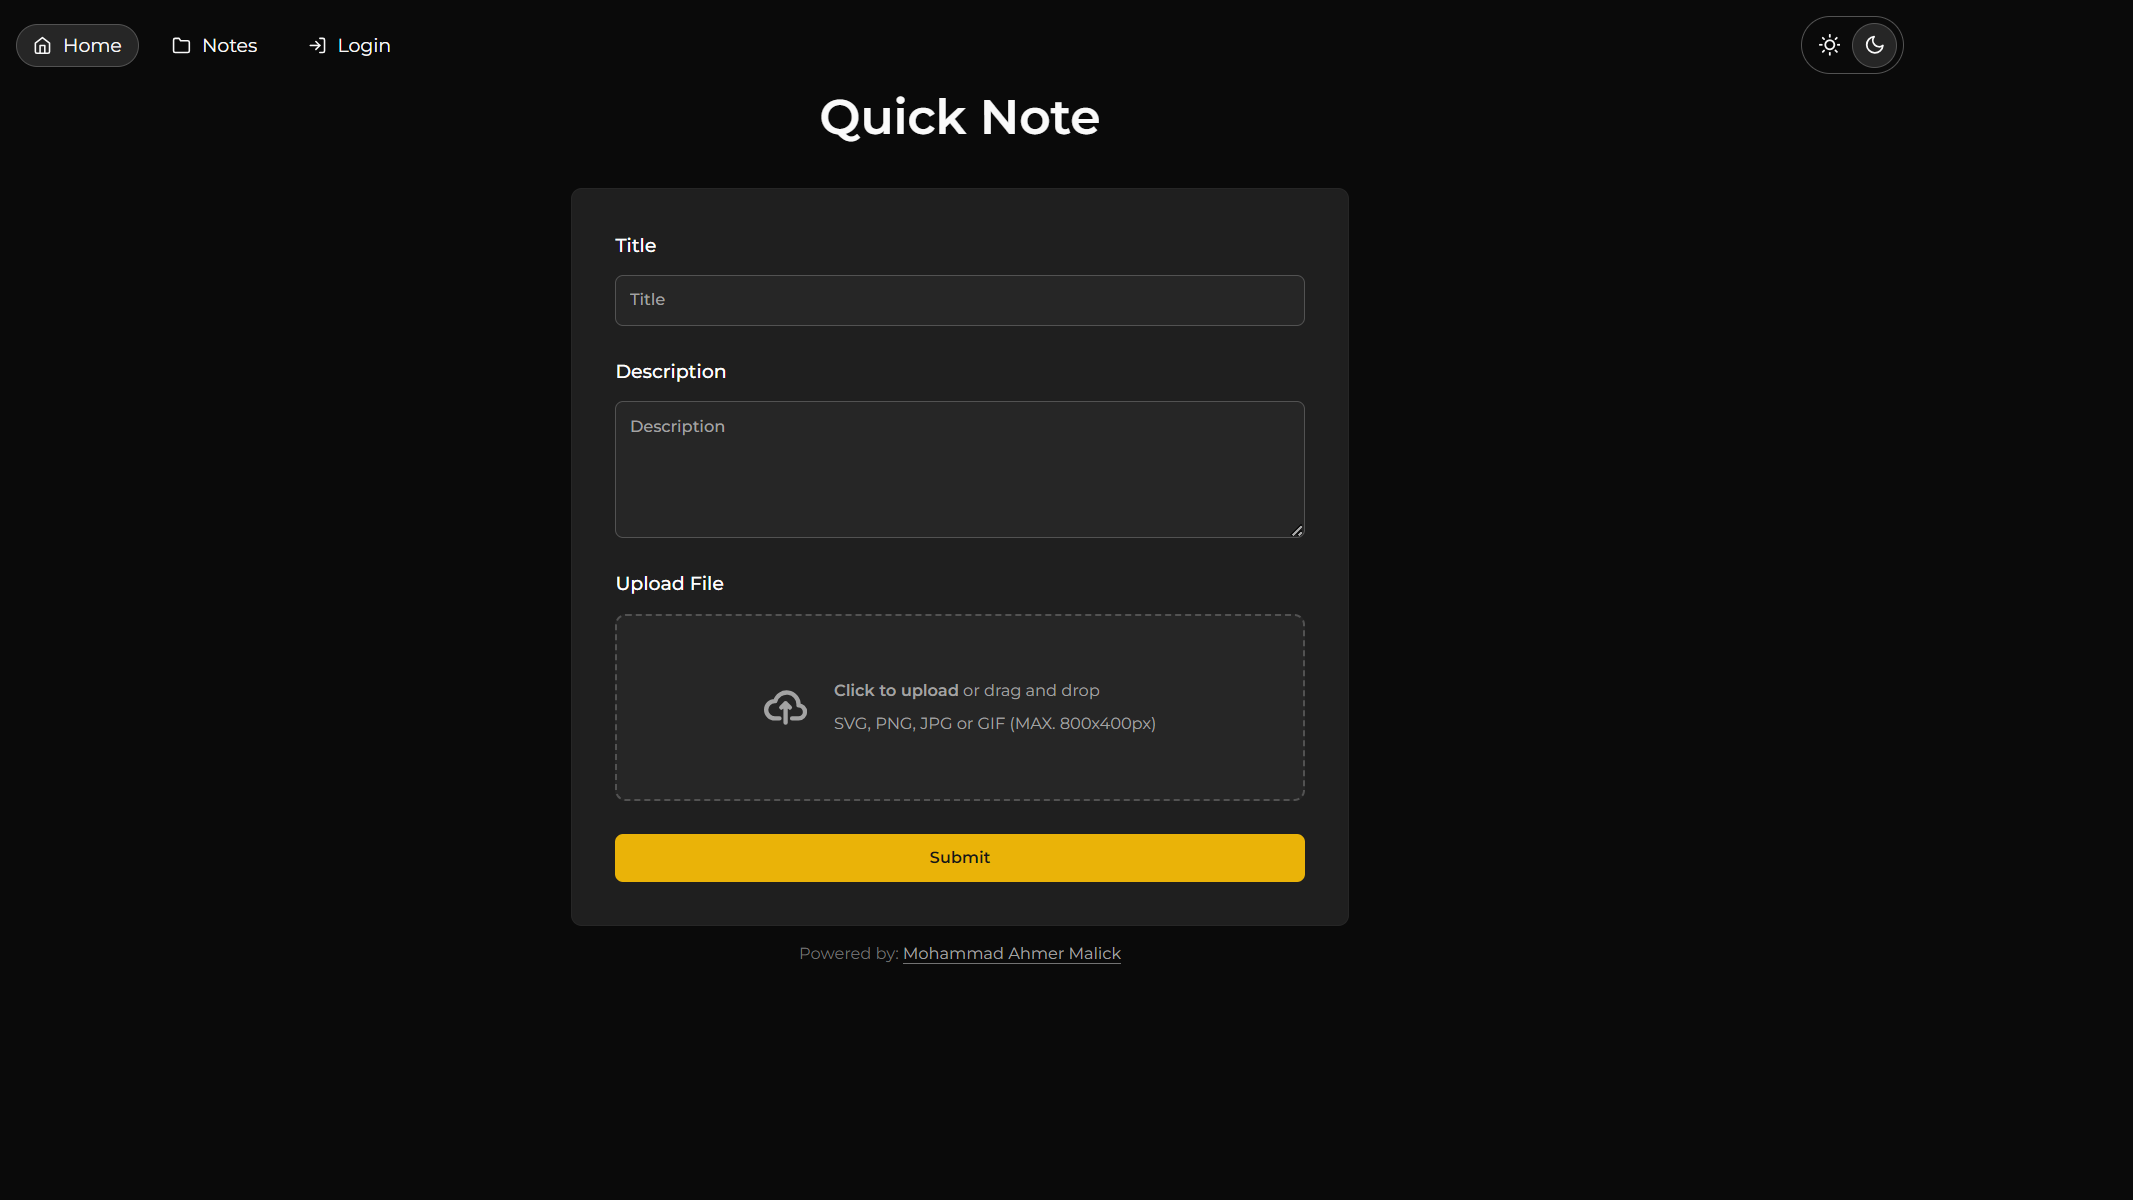 Home
Notes
Login
Quick Note
Title
Title
Description
Description
Upload File
Click to upload or drag and drop
SVG, PNG, JPG or GIF (MAX. 800x400px)
Submit
Powered by: Mohammad Ahmer Malick